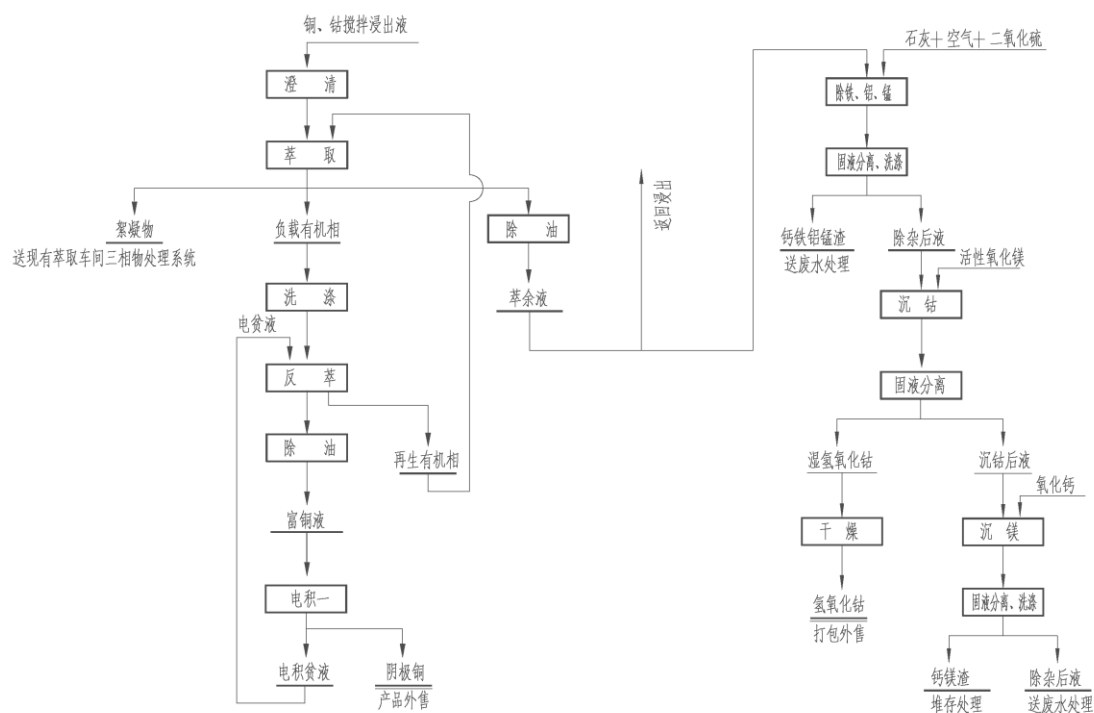 铜、钴搅拌浸出液
澄清
萃取
絮凝物
送现有萃取车间三相物处理系统
负载有机相
除油
萃余液
返回浸出
洗涤
电贫液
反萃
除油
再生有机相
富铜液
电积一
电积贫液
阴极铜
产品外售
石灰+空气+二氧化硫
除铁、铝、锰
固液分离、洗涤
钙铁铝锰渣
送废水处理
除杂后液
活性氧化镁
沉钴
固液分离
湿氢氧化钴
沉钴后液
氧化钙
干燥
沉镁
氢氧化钴
打包外售
固液分离、洗涤
钙镁渣
堆存处理
除杂后液
送废水处理